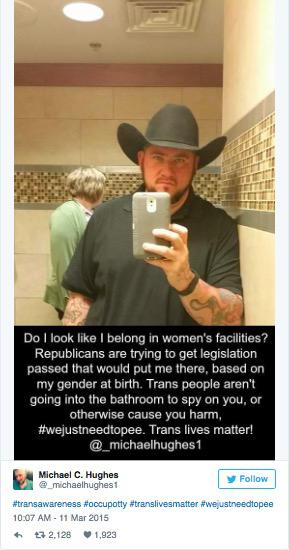 Do I look like I belong in women's facilities?
Republicans are trying to get legislation
passed that would put me there, based on
my gender at birth. Trans people aren't
going into the bathroom to spy on you, or
otherwise cause you harm,
#wejustneedtopee. Trans lives matter!
@_michaelhughes1
Michael C. Hughes
@_michaelhughes1
Follow
#transawareness #occupotty #translivesmatter #wejustneedtopee
10:07 AM - 11 Mar 2015
2,128 1,923